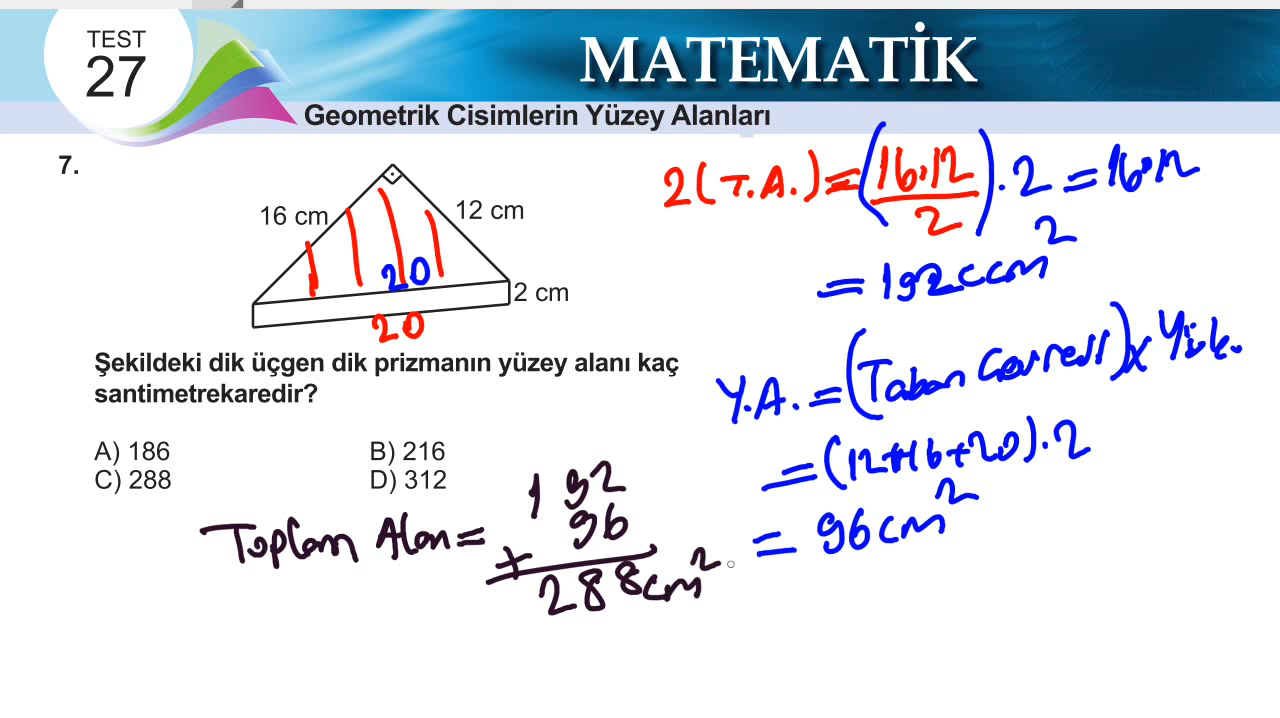 TEST
27
MATEMATİK
Geometrik Cisimlerin Yüzey Alanları
7.
16 cm
12 cm
20
2 cm
20
Şekildeki dik üçgen dik prizmanın yüzey alanı kaç
santimetrekaredir?
A) 186
B) 216
C) 288
D) 312
2(T.A.) = (16.12/2).2 = 16.12
= 192 cm²
Y.A. = (Taban Çevresi) x Yük.
= (12+16+20).2
= 96 cm²
Toplam Alan =
192
+ 96
288 cm²